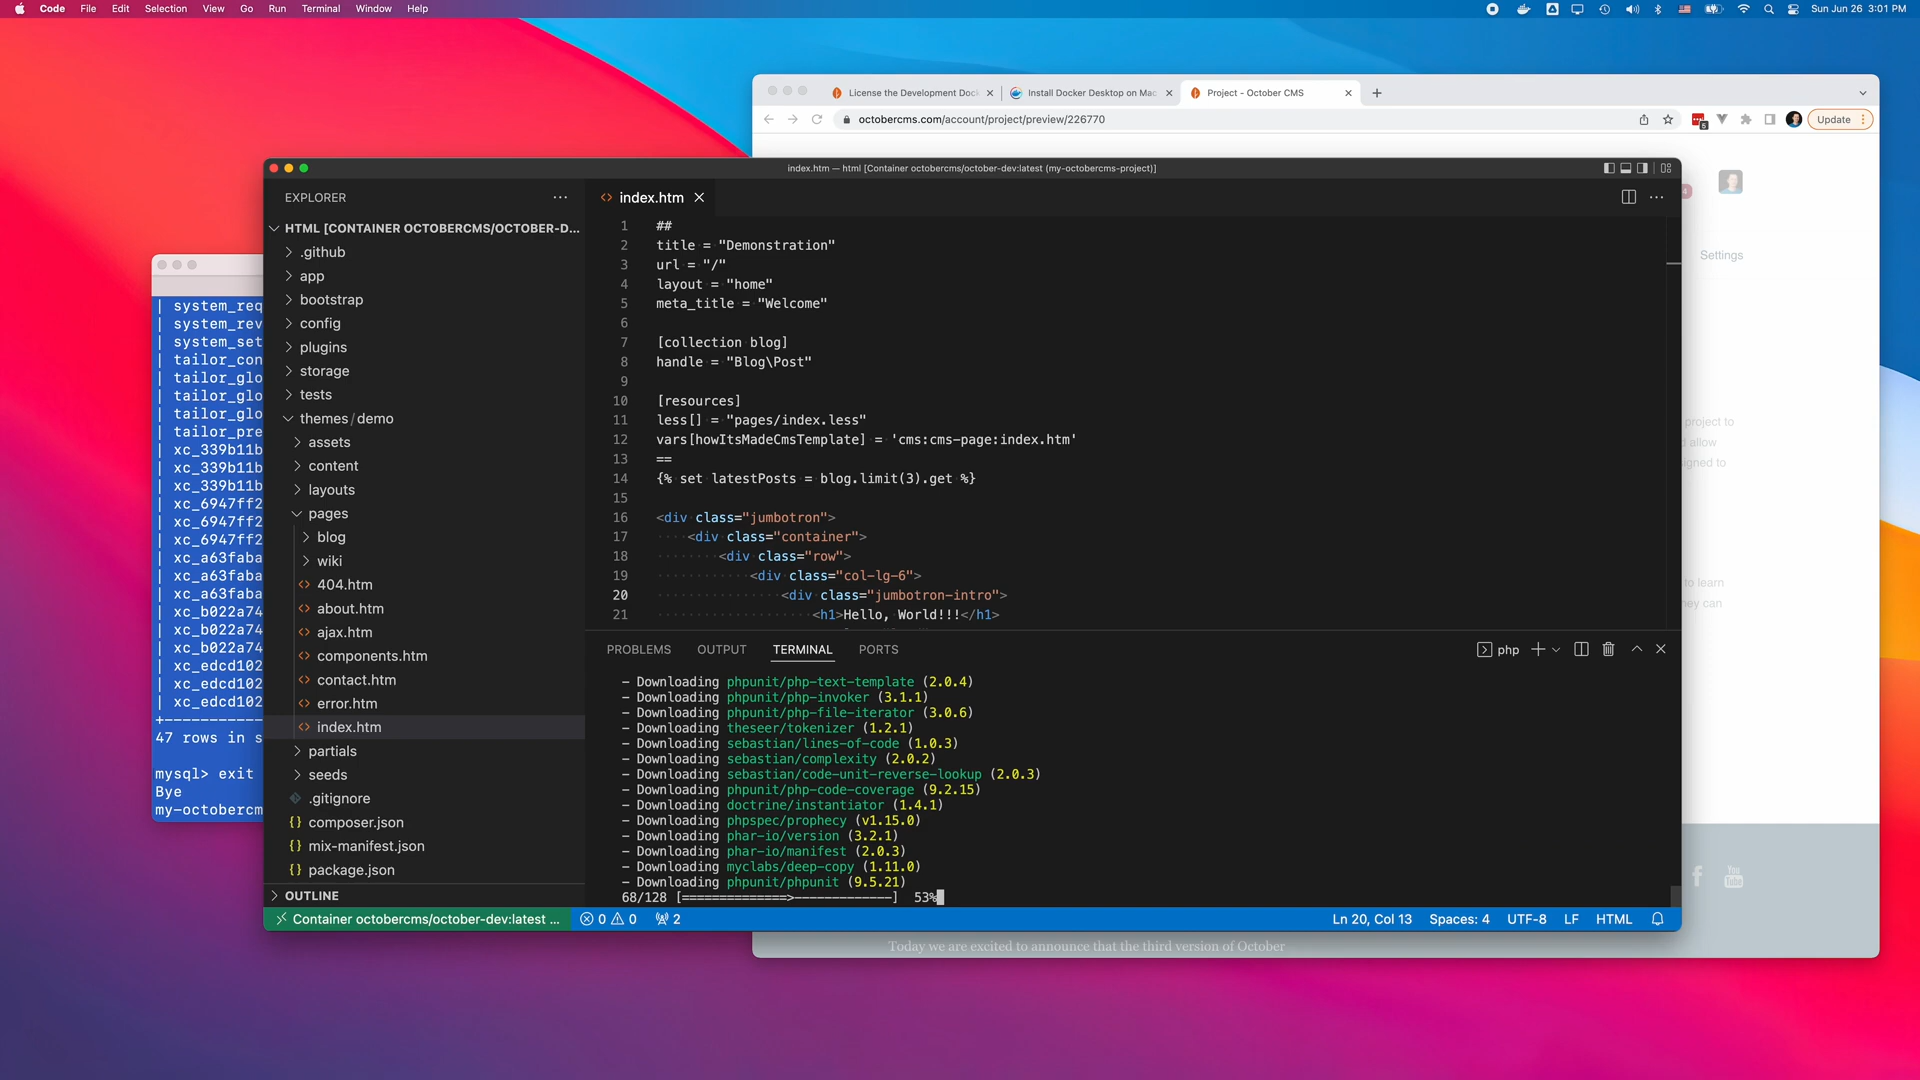 Code File Edit Selection View Go Run Terminal Window Help
Sun Jun 26 3:01 PM
License the Development Dock
Install Docker Desktop on Mac
Project - October CMS
octobercms.com/account/project/preview/226770
Update
Settings
project to
allow
igned to
to learn
hey can
Today we are excited to announce that the third version of October
system_req
system_rev
system_set
tailor_con
tailor_glo
tailor_glo
tailor_glo
tailor_pre
xc_339b11b
xc_339b11b
xc_339b11b
xc_6947ff2
xc_6947ff2
xc_6947ff2
xc_a63faba
xc_a63faba
xc_a63faba
xc_b022a74
xc_b022a74
xc_b022a74
xc_edcd102
xc_edcd102
xc_edcd102
+-----------
47 rows in s
mysql> exit
Bye
my-octobercm
index.htm — html [Container octobercms/october-dev:latest (my-octobercms-project)]
EXPLORER
HTML [CONTAINER OCTOBERCMS/OCTOBER-D...
.github
app
bootstrap
config
plugins
storage
tests
themes/demo
assets
content
layouts
pages
blog
wiki
404.htm
about.htm
ajax.htm
components.htm
contact.htm
error.htm
index.htm
partials
seeds
.gitignore
composer.json
mix-manifest.json
package.json
OUTLINE
index.htm
1 ##
2 title = "Demonstration"
3 url = "/"
4 layout = "home"
5 meta_title = "Welcome"
6
7 [collection blog]
8 handle = "Blog\Post"
9
10 [resources]
11 less[] = "pages/index.less"
12 vars[howItsMadeCmsTemplate] = 'cms:cms-page:index.htm'
13 ==
14 {% set latestPosts = blog.limit(3).get %}
15
16 <div class="jumbotron">
17 <div class="container">
18 <div class="row">
19 <div class="col-lg-6">
20 <div class="jumbotron-intro">
21 <h1>Hello, World!!!</h1>
PROBLEMS OUTPUT TERMINAL PORTS
php
- Downloading phpunit/php-text-template (2.0.4)
- Downloading phpunit/php-invoker (3.1.1)
- Downloading phpunit/php-file-iterator (3.0.6)
- Downloading theseer/tokenizer (1.2.1)
- Downloading sebastian/lines-of-code (1.0.3)
- Downloading sebastian/complexity (2.0.2)
- Downloading sebastian/code-unit-reverse-lookup (2.0.3)
- Downloading phpunit/php-code-coverage (9.2.15)
- Downloading doctrine/instantiator (1.4.1)
- Downloading phpspec/prophecy (v1.15.0)
- Downloading phar-io/version (3.2.1)
- Downloading phar-io/manifest (2.0.3)
- Downloading myclabs/deep-copy (1.11.0)
- Downloading phpunit/phpunit (9.5.21)
68/128 [==============>-------------] 53%
Container octobercms/october-dev:latest ... 0 0 2
Ln 20, Col 13 Spaces: 4 UTF-8 LF HTML